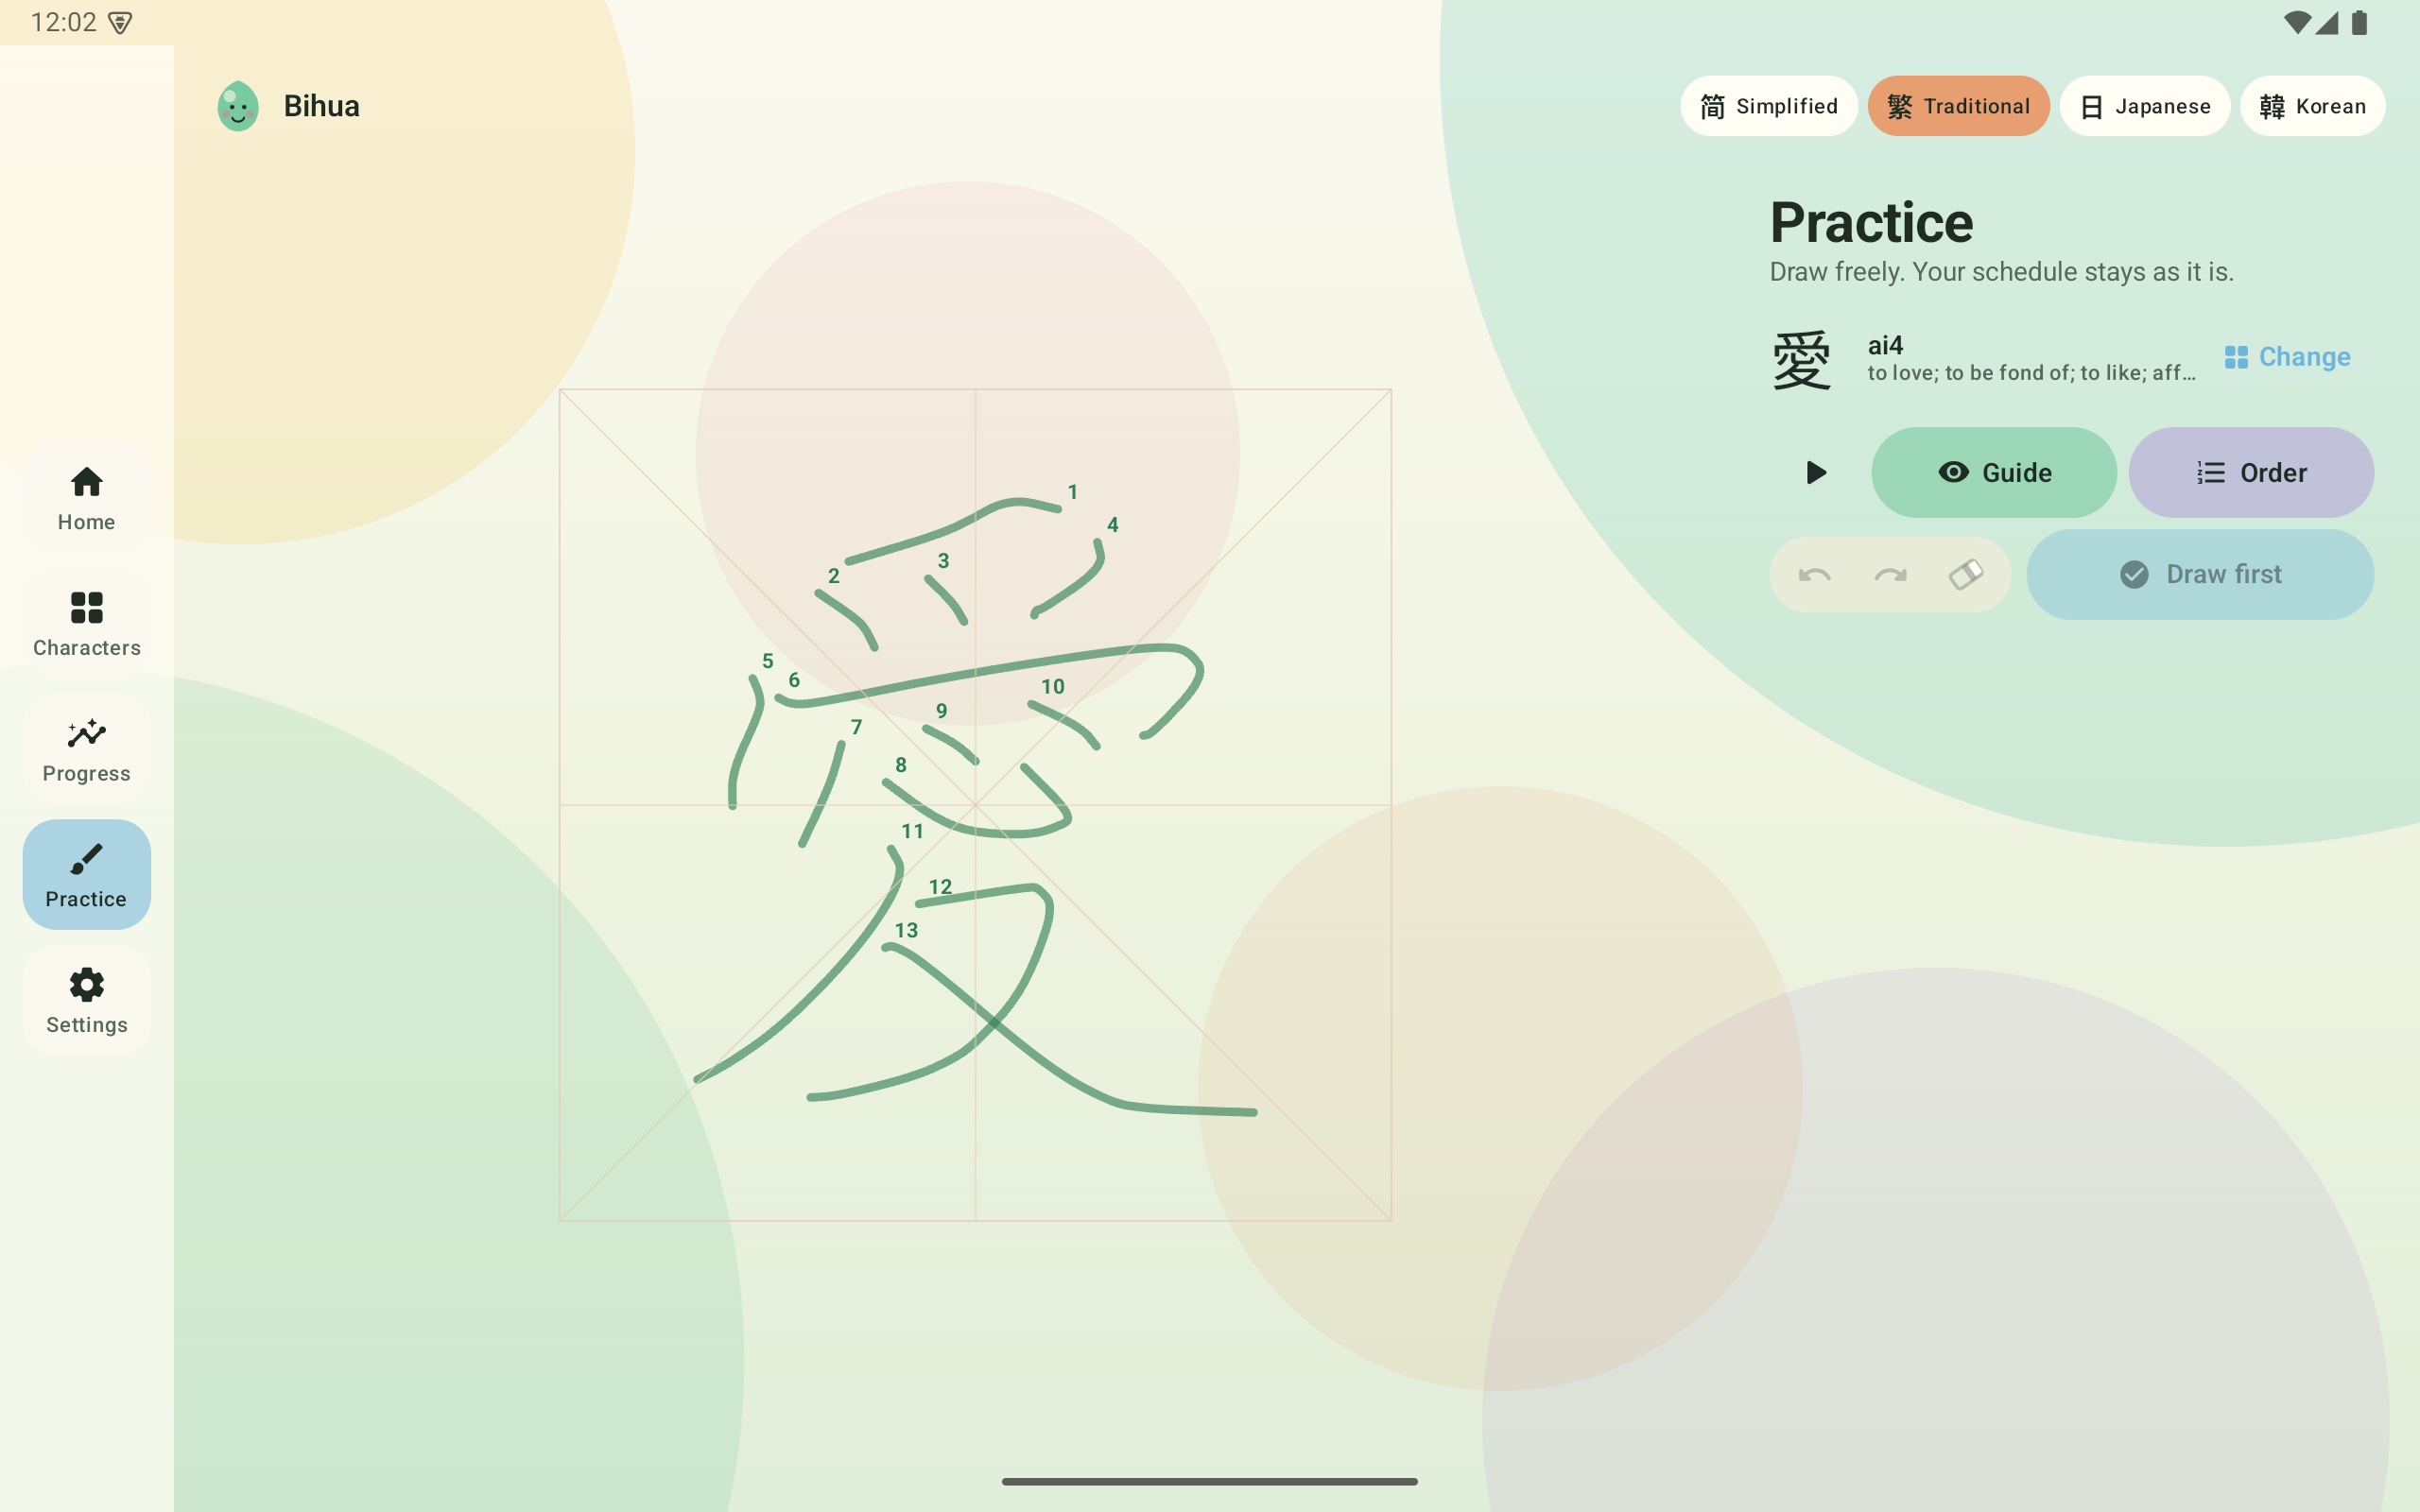 12:02
Bihua
简 Simplified
繁 Traditional
日 Japanese
韓 Korean
Practice
Draw freely. Your schedule stays as it is.
愛
ai4
to love; to be fond of; to like; aff…
Change
Guide
Order
Draw first
Home
Characters
Progress
Practice
Settings
1
4
3
2
5
6
10
9
7
8
11
12
13